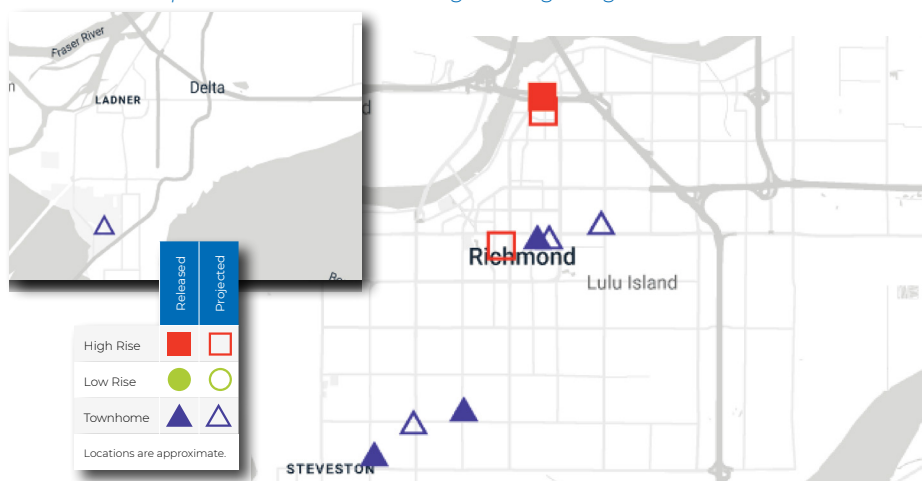 Fraser River
Delta
LADNER
Richmond
Lulu Island
STEVESTON
Released
Projected
High Rise
Low Rise
Townhome
Locations are approximate.